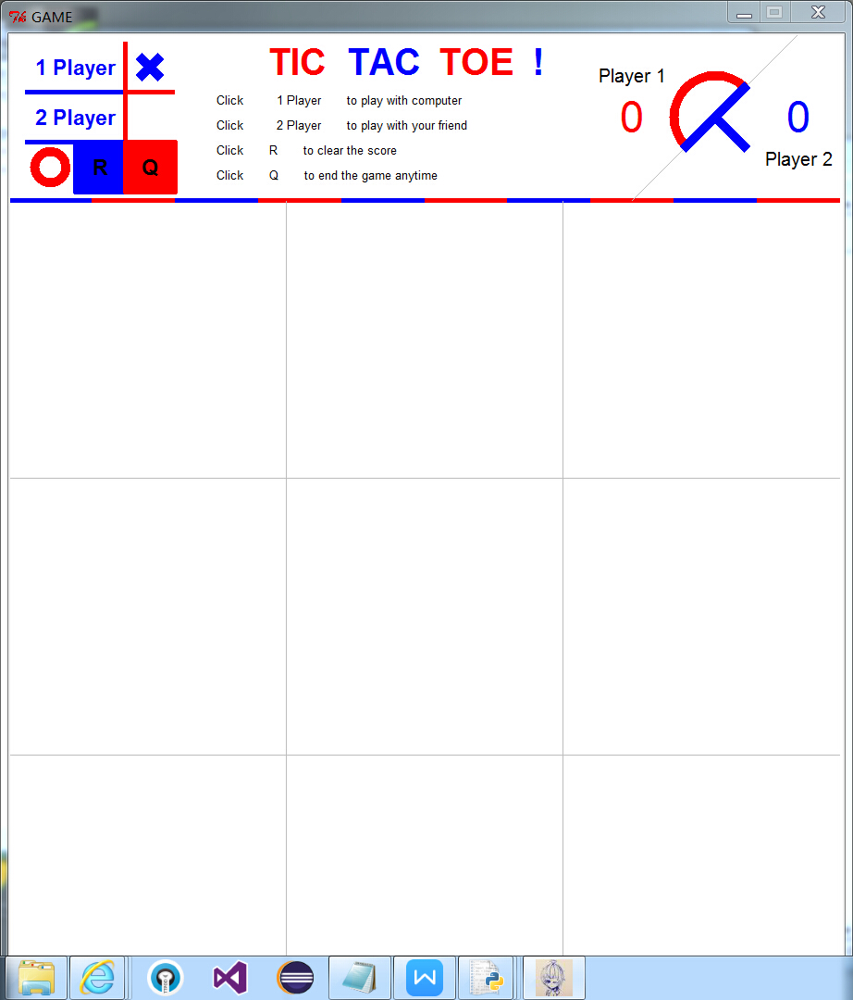 GAME
TIC TAC TOE !
1 Player
2 Player
R Q
Click 1 Player to play with computer
Click 2 Player to play with your friend
Click R to clear the score
Click Q to end the game anytime
Player 1
0
0
Player 2